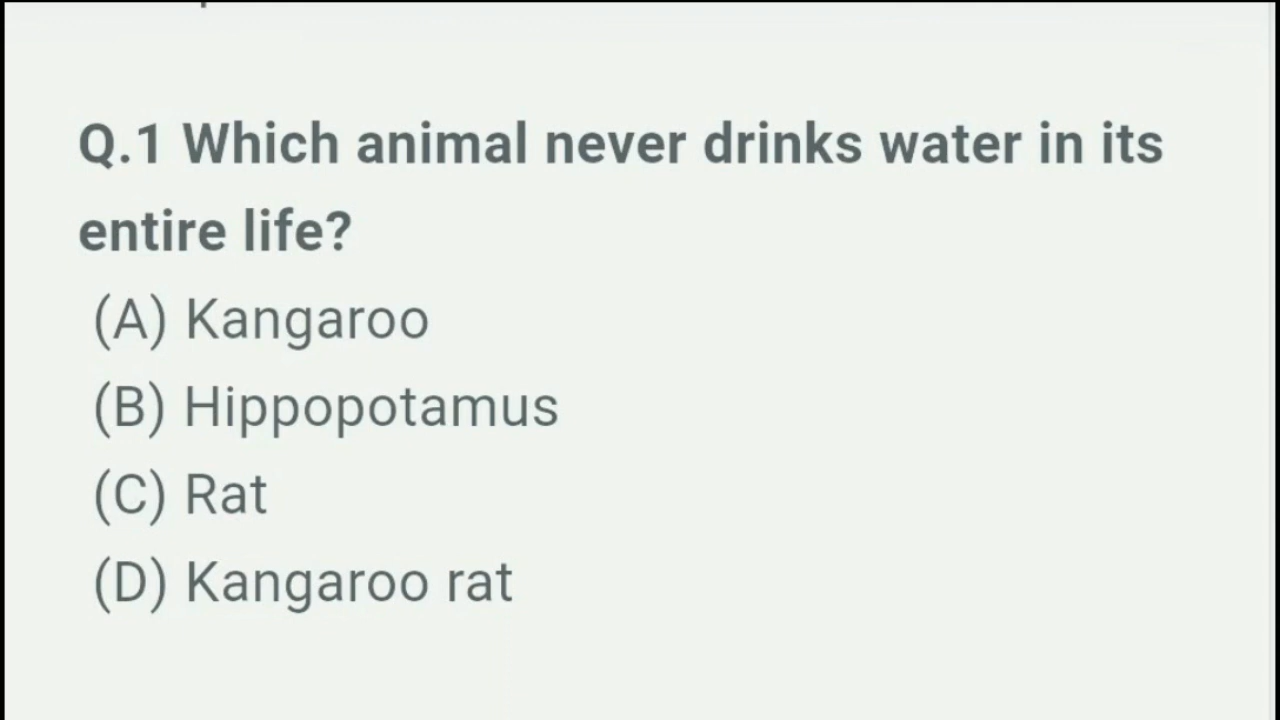 Q.1 Which animal never drinks water in its
entire life?
(A) Kangaroo
(B) Hippopotamus
(C) Rat
(D) Kangaroo rat